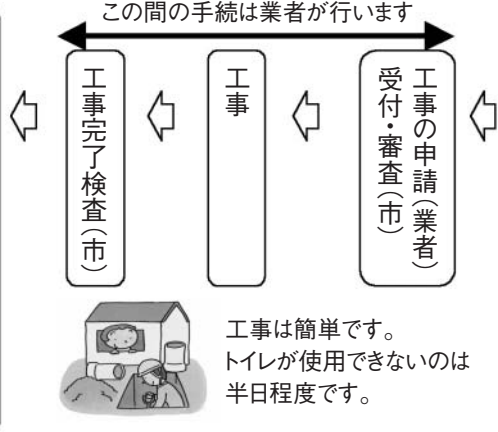 この間の手続は業者が行います
工事の申請（業者）
受付・審査（市）
工事
工事完了検査（市）
工事は簡単です。
トイレが使用できないのは
半日程度です。